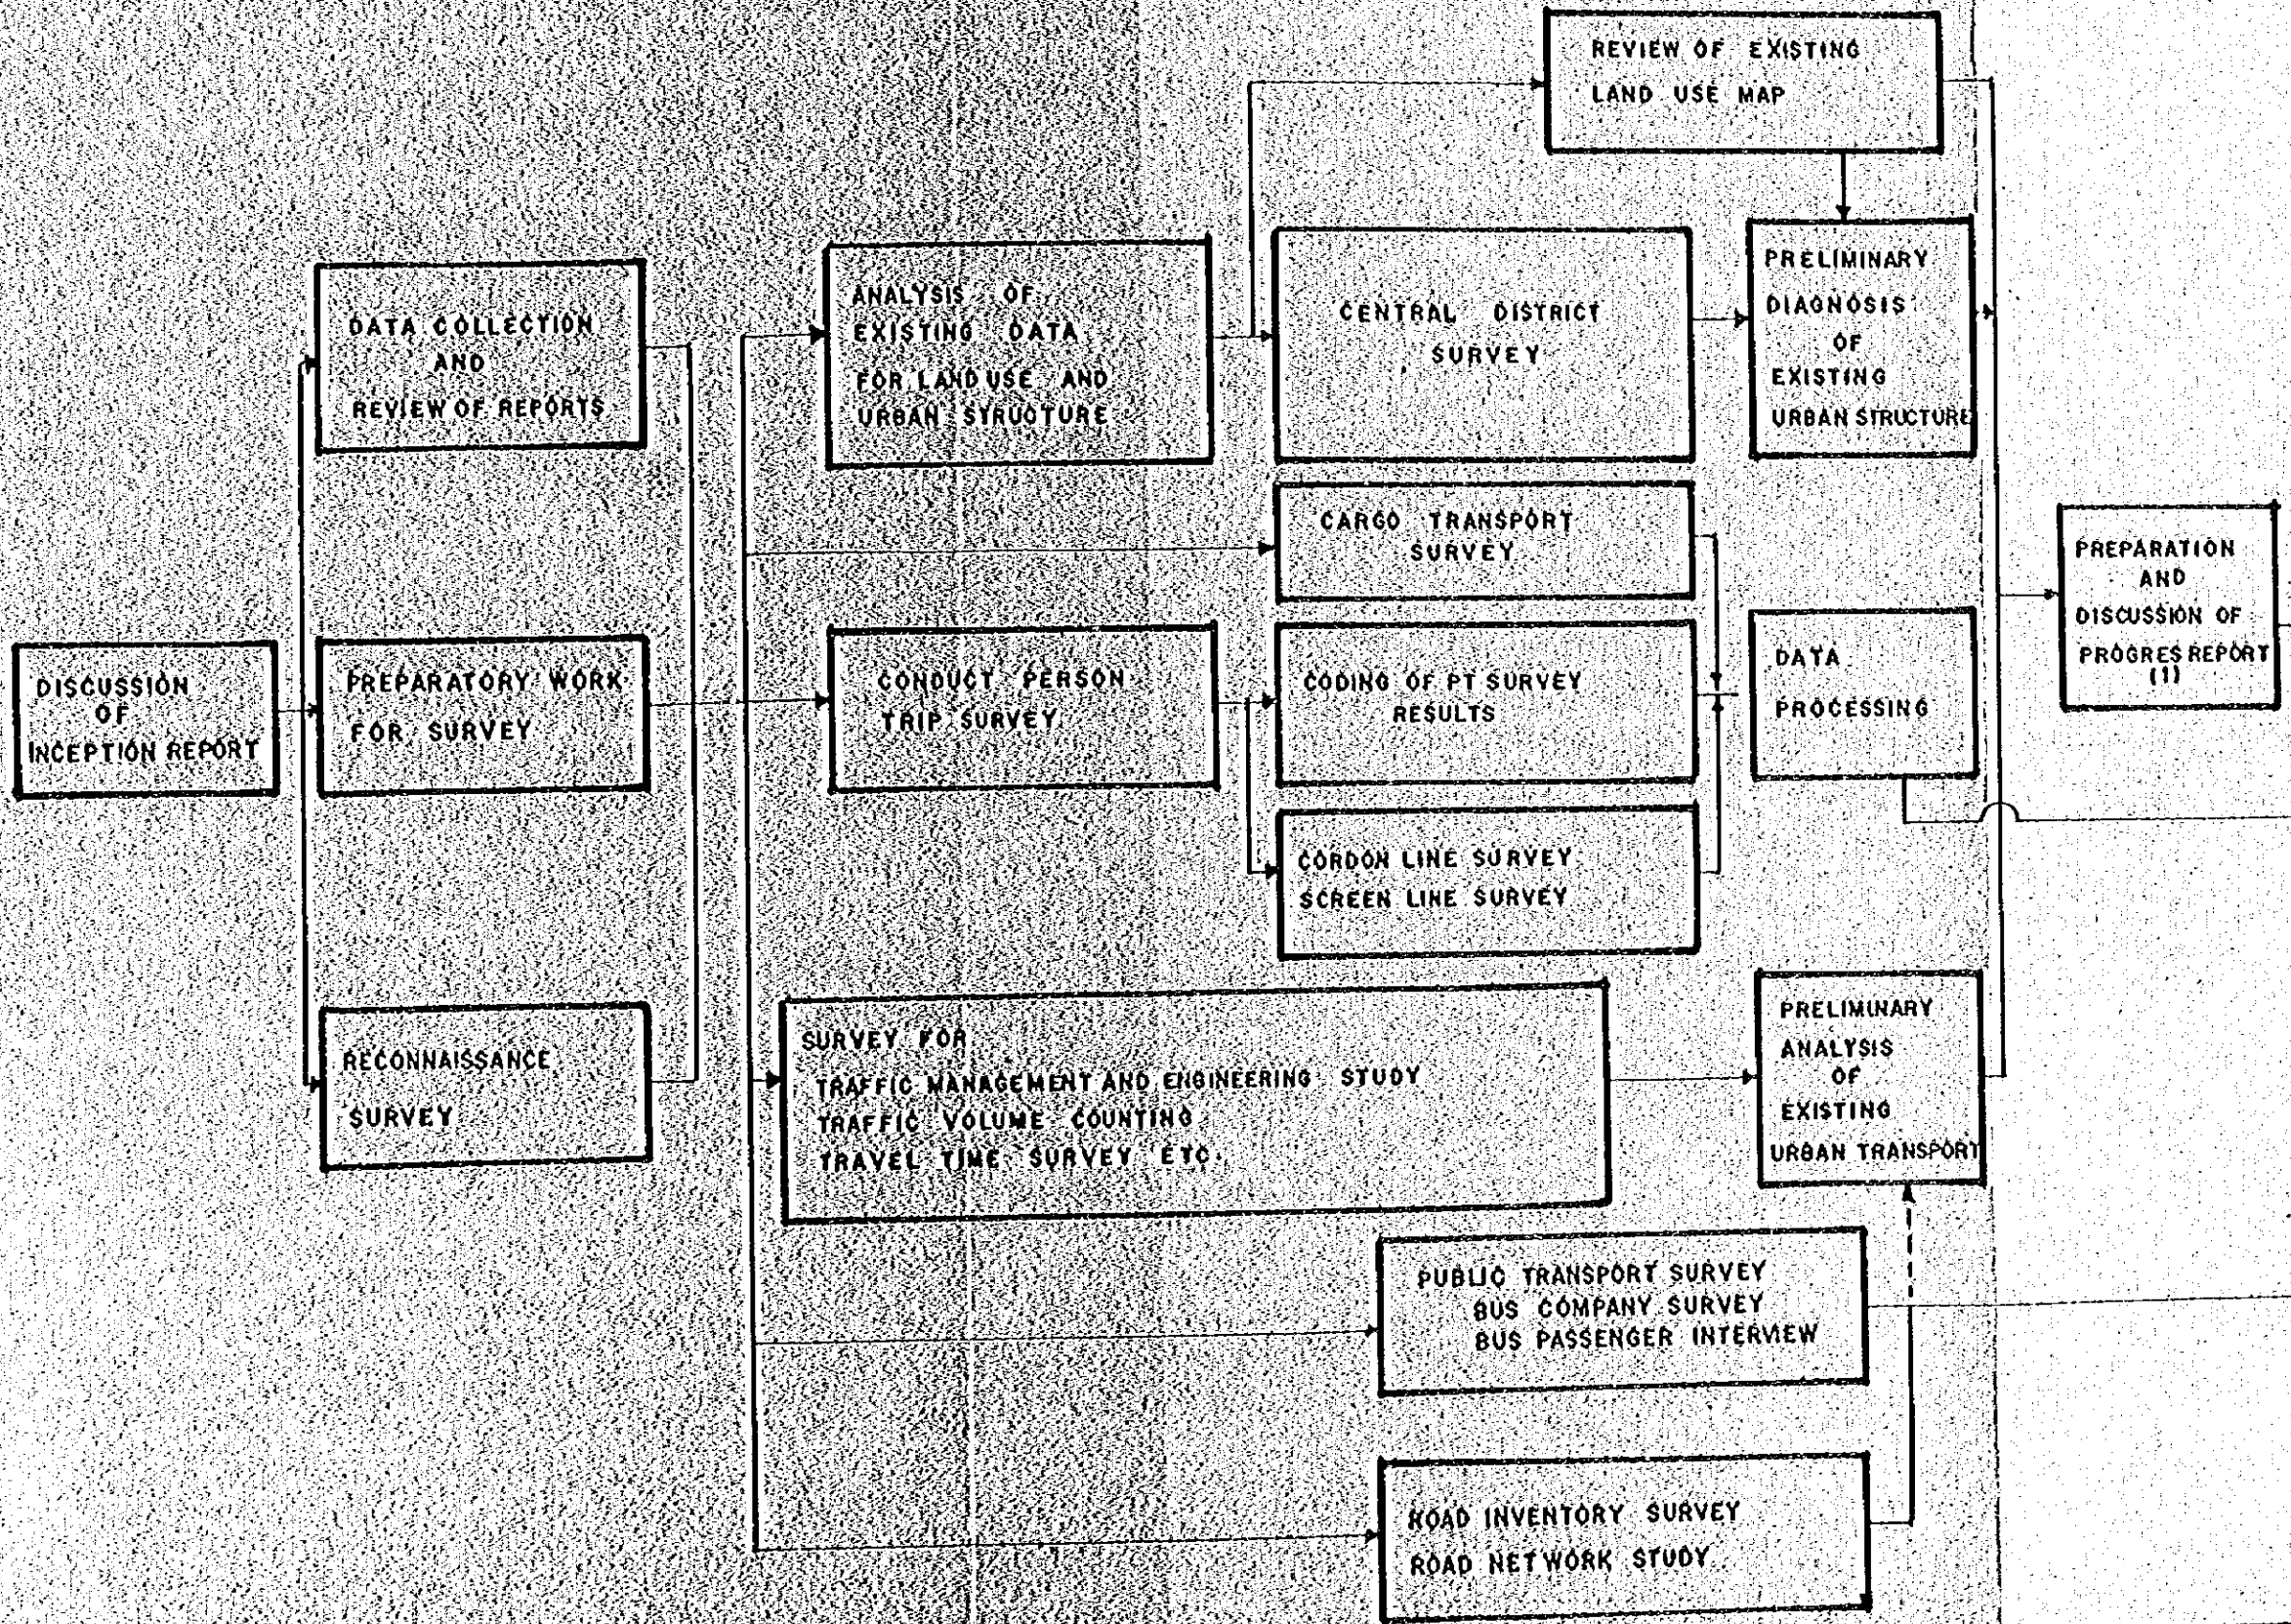 REVIEW OF EXISTING
LAND USE MAP
DATA COLLECTION
AND
REVIEW OF REPORTS
ANALYSIS OF
EXISTING DATA
FOR LAND USE AND
URBAN STRUCTURE
CENTRAL DISTRICT
SURVEY
PRELIMINARY
DIAGNOSIS
OF
EXISTING
URBAN STRUCTURE
CARGO TRANSPORT
SURVEY
DISCUSSION
OF
INCEPTION REPORT
PREPARATORY WORK
FOR SURVEY
CONDUCT PERSON
TRIP SURVEY
CODING OF PT SURVEY
RESULTS
DATA
PROCESSING
PREPARATION
AND
DISCUSSION OF
PROGRES REPORT
(1)
CORDON LINE SURVEY
SCREEN LINE SURVEY
RECONNAISSANCE
SURVEY
SURVEY FOR
TRAFFIC MANAGEMENT AND ENGINEERING STUDY
TRAFFIC VOLUME COUNTING
TRAVEL TIME SURVEY ETC.
PRELIMINARY
ANALYSIS
OF
EXISTING
URBAN TRANSPORT
PUBLIC TRANSPORT SURVEY
BUS COMPANY SURVEY
BUS PASSENGER INTERVIEW
ROAD INVENTORY SURVEY
ROAD NETWORK STUDY